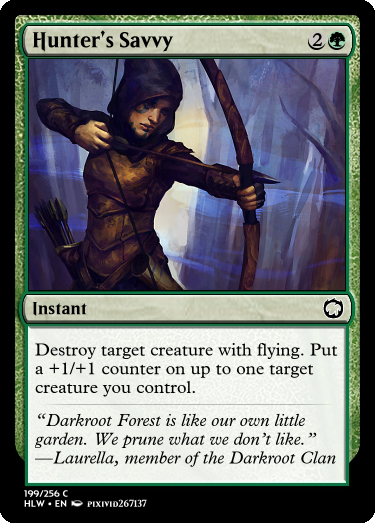 Hunter's Savvy 2
Instant
Destroy target creature with flying. Put
a +1/+1 counter on up to one target
creature you control.
“Darkroot Forest is like our own little
garden. We prune what we don't like.”
—Laurella, member of the Darkroot Clan
199/256 C
HLW • EN PIXIVID267137